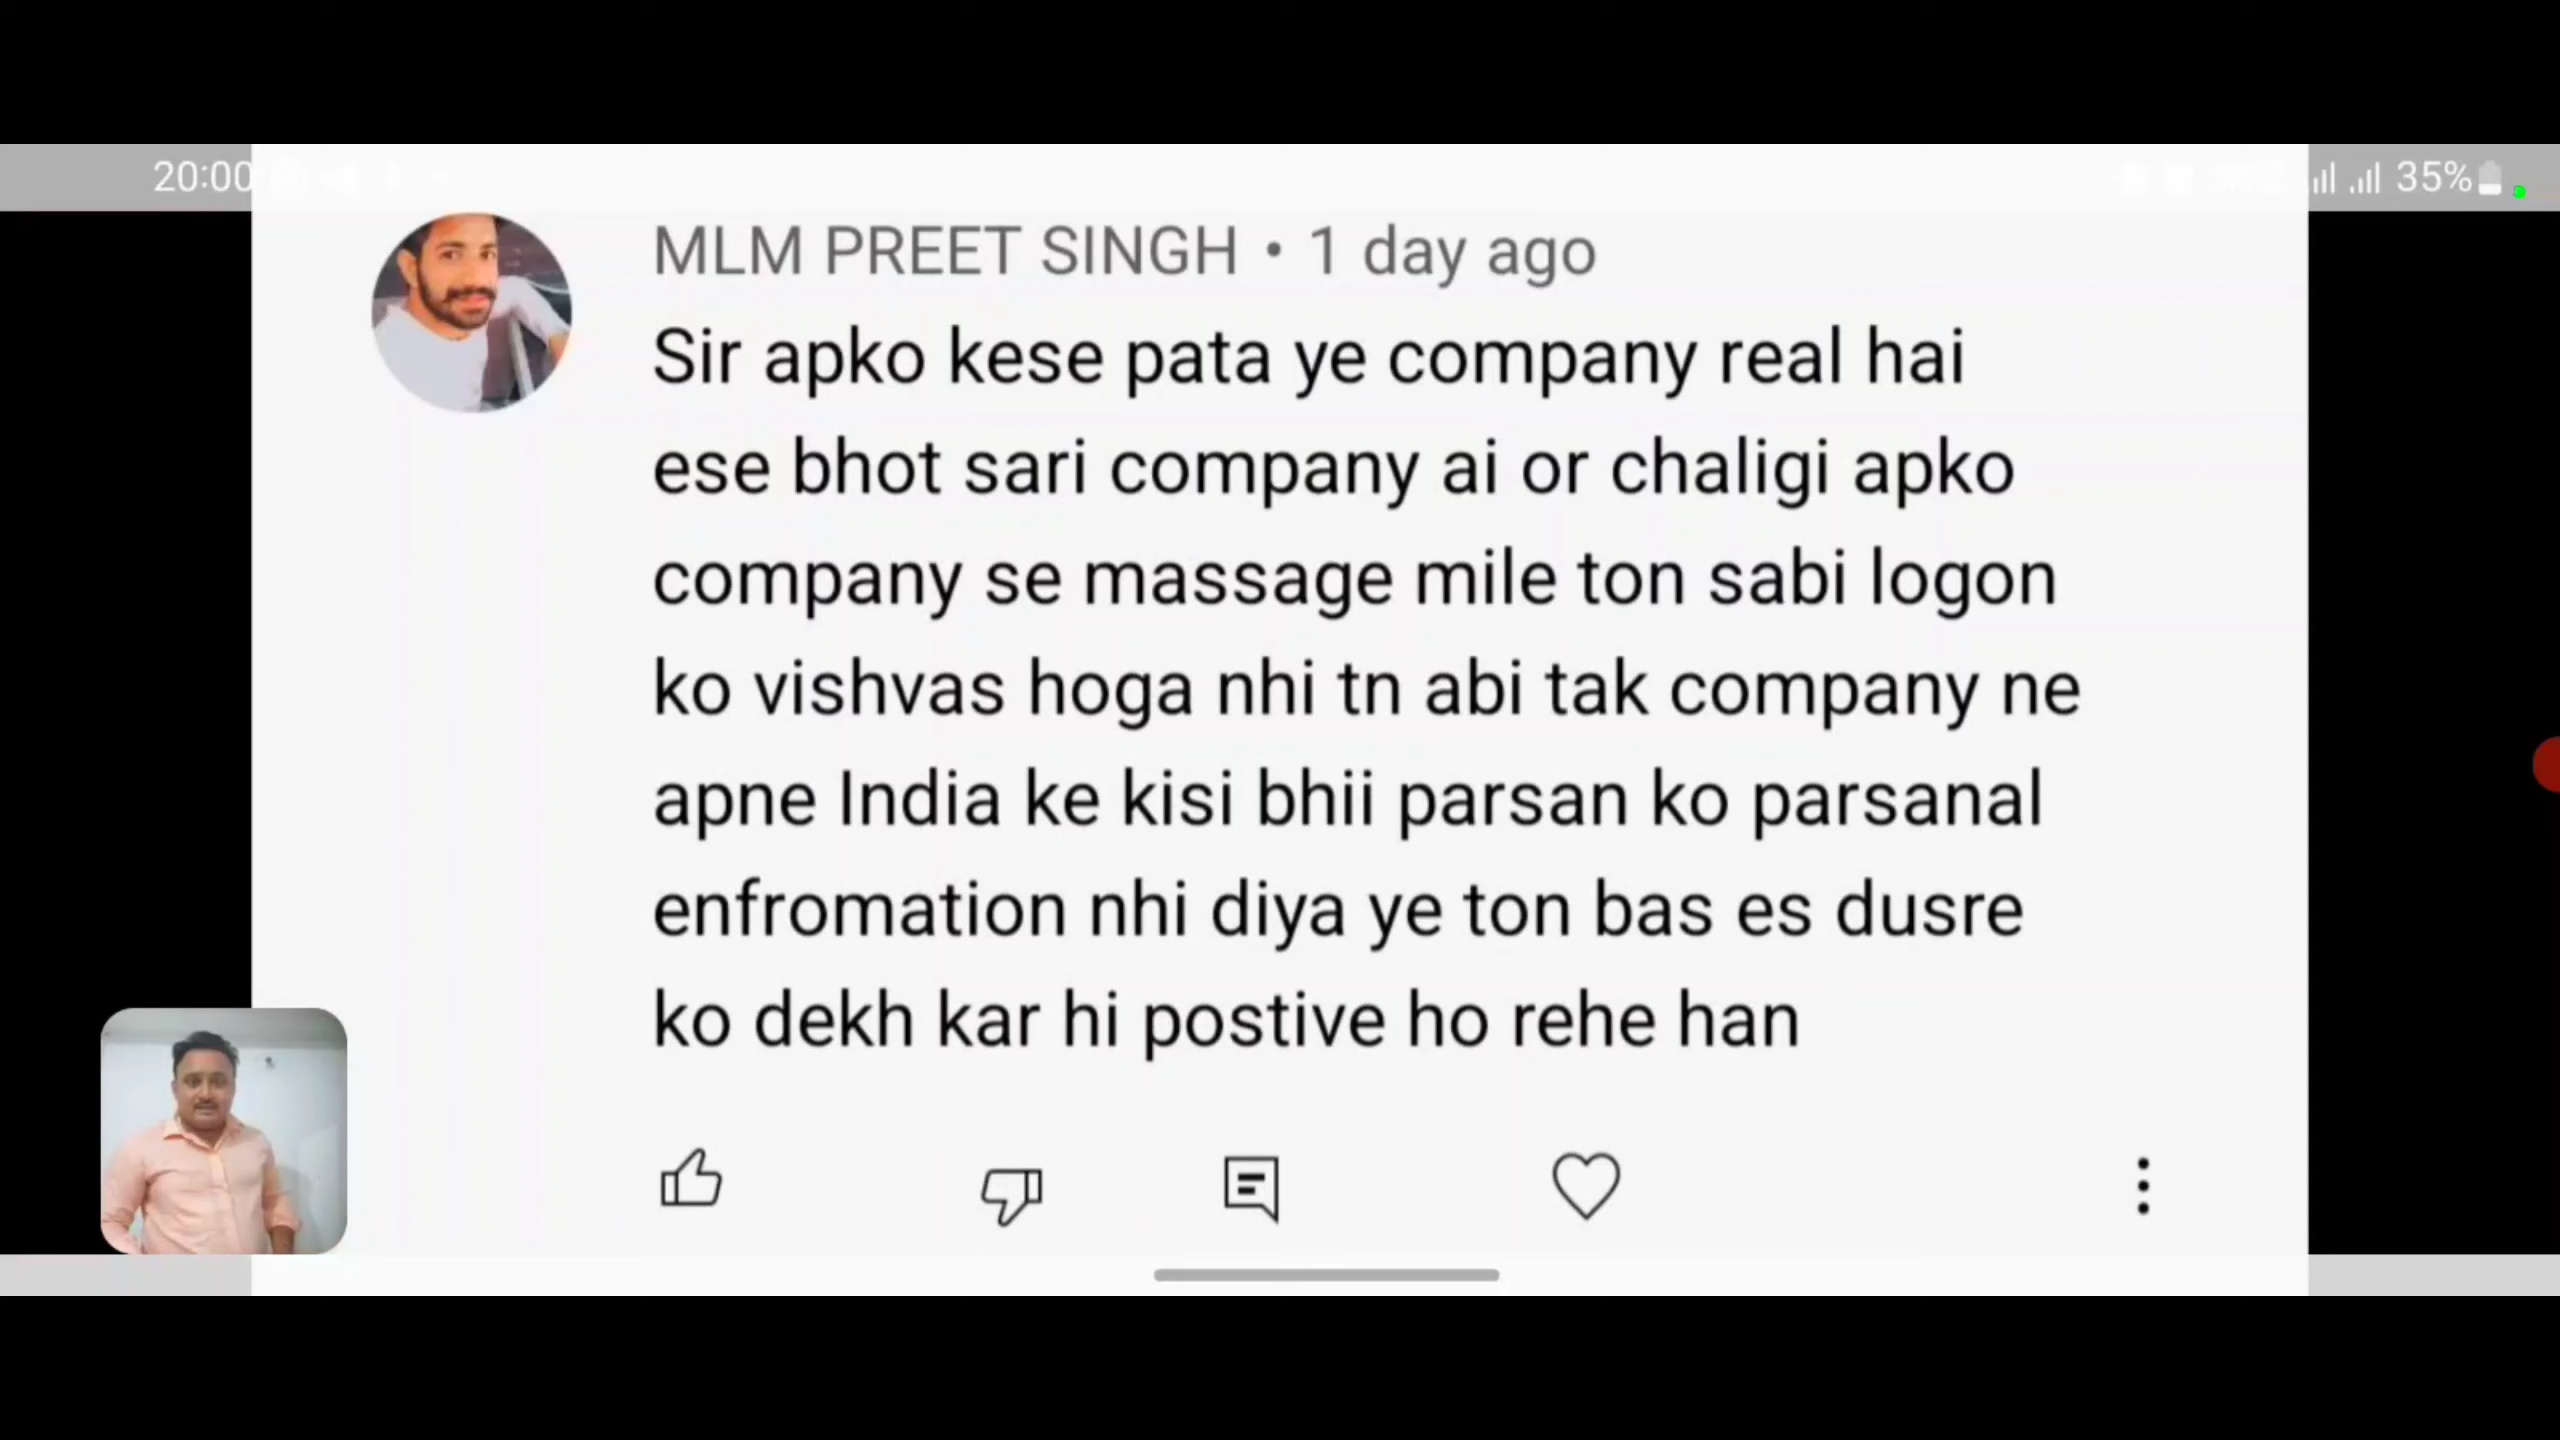 20:00
35%
MLM PREET SINGH • 1 day ago
Sir apko kese pata ye company real hai
ese bhot sari company ai or chaligi apko
company se massage mile ton sabi logon
ko vishvas hoga nhi tn abi tak company ne
apne India ke kisi bhii parsan ko parsanal
enfromation nhi diya ye ton bas es dusre
ko dekh kar hi postive ho rehe han